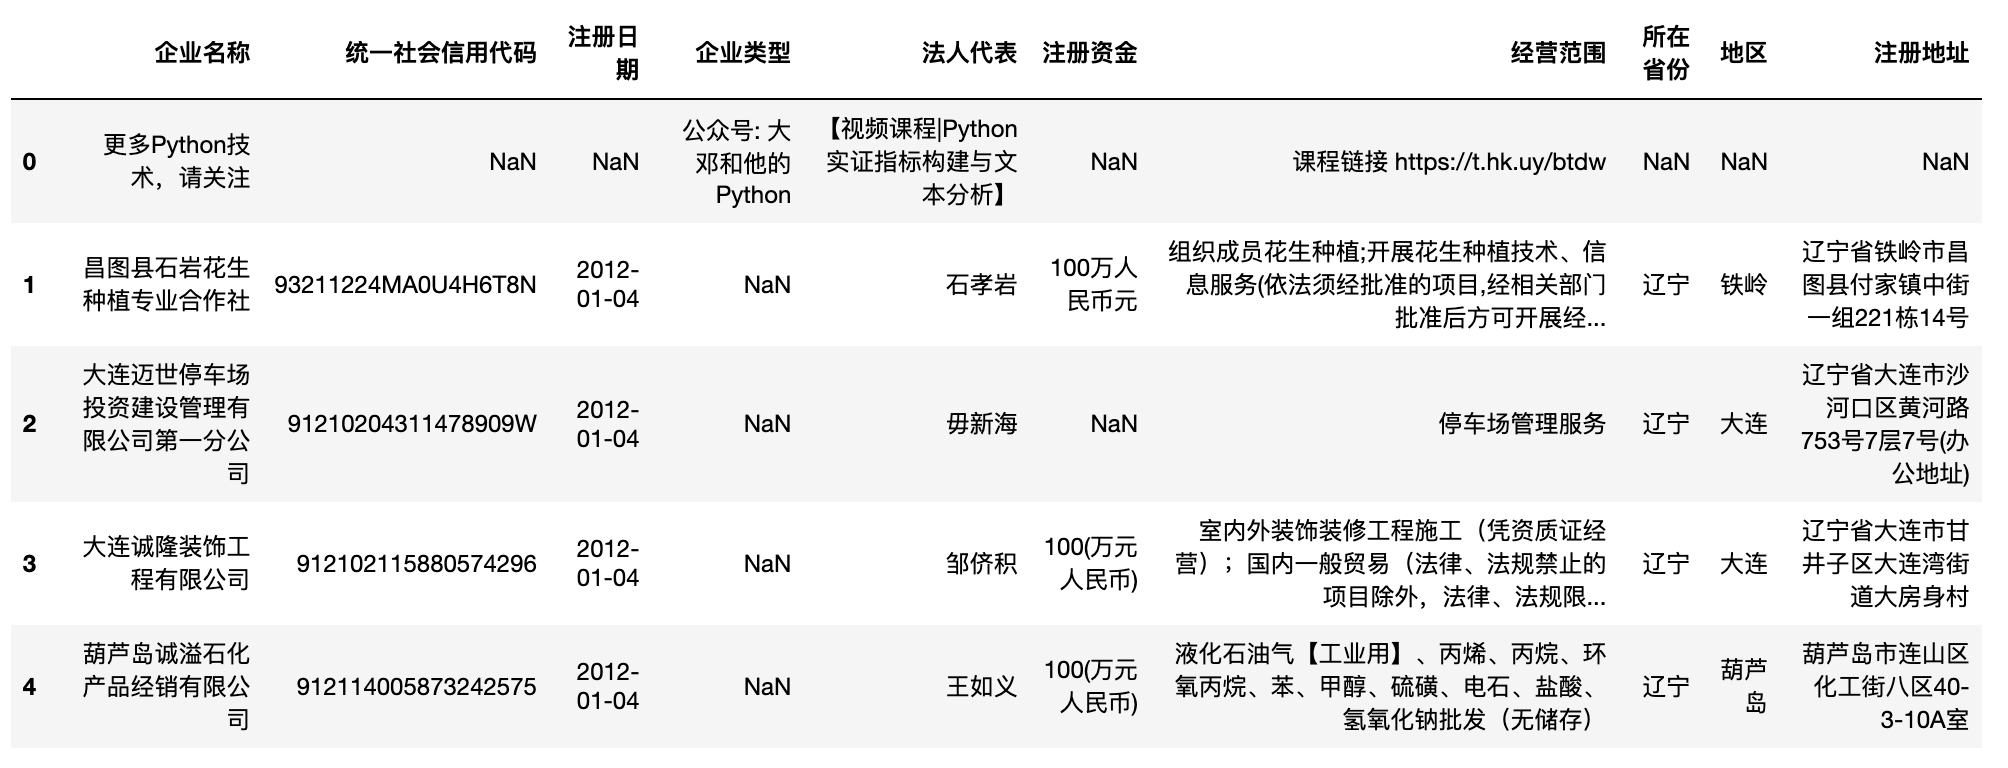 企业名称 统一社会信用代码 注册日期 企业类型 法人代表 注册资金 经营范围 所在省份 地区 注册地址
0 更多Python技术，请关注 NaN NaN 公众号: 大邓和他的Python 【视频课程|Python实证指标构建与文本分析】 NaN 课程链接 https://t.hk.uy/btdw NaN NaN NaN
1 昌图县石岩花生种植专业合作社 93211224MA0U4H6T8N 2012-01-04 NaN 石孝岩 100万人民币元 组织成员花生种植;开展花生种植技术、信息服务(依法须经批准的项目,经相关部门批准后方可开展经... 辽宁 铁岭 辽宁省铁岭市昌图县付家镇中街一组221栋14号
2 大连迈世停车场投资建设管理有限公司第一分公司 91210204311478909W 2012-01-04 NaN 毋新海 NaN 停车场管理服务 辽宁 大连 辽宁省大连市沙河口区黄河路753号7层7号(办公地址)
3 大连诚隆装饰工程有限公司 912102115880574296 2012-01-04 NaN 邹侪积 100(万元人民币) 室内外装饰装修工程施工（凭资质证经营）；国内一般贸易（法律、法规禁止的项目除外，法律、法规限... 辽宁 大连 辽宁省大连市甘井子区大连湾街道大房身村
4 葫芦岛诚溢石化产品经销有限公司 912114005873242575 2012-01-04 NaN 王如义 100(万元人民币) 液化石油气【工业用】、丙烯、丙烷、环氧丙烷、苯、甲醇、硫磺、电石、盐酸、氢氧化钠批发（无储存） 辽宁 葫芦岛 葫芦岛市连山区化工街八区40-3-10A室